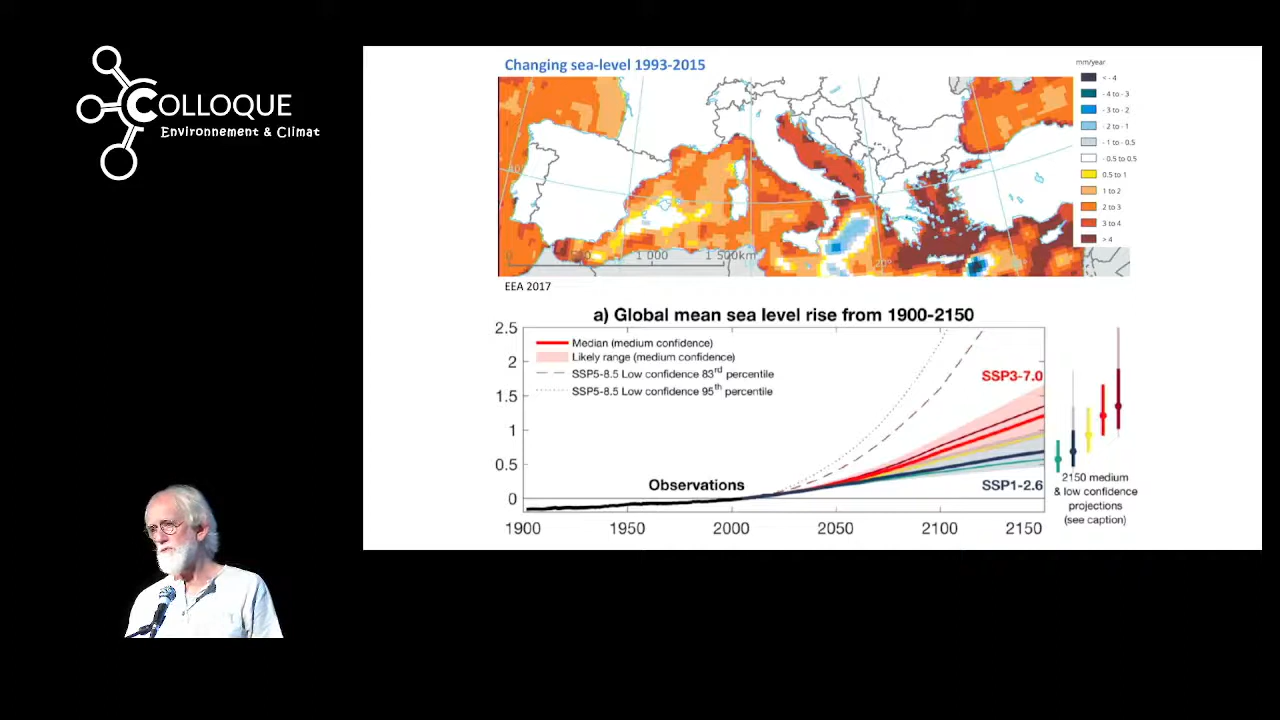 COLLOQUE
Environnement & Climat
Changing sea-level 1993-2015
mm/year
< - 4
- 4 to - 3
- 3 to - 2
- 2 to - 1
- 1 to - 0.5
- 0.5 to 0.5
0.5 to 1
1 to 2
2 to 3
3 to 4
> 4
0
1 000
1 500km
20°
EEA 2017
a) Global mean sea level rise from 1900-2150
2.5
2
1.5
1
0.5
0
Median (medium confidence)
Likely range (medium confidence)
SSP5-8.5 Low confidence 83rd percentile
SSP5-8.5 Low confidence 95th percentile
SSP3-7.0
Observations
SSP1-2.6
1900 1950 2000 2050 2100 2150
2150 medium
& low confidence
projections
(see caption)